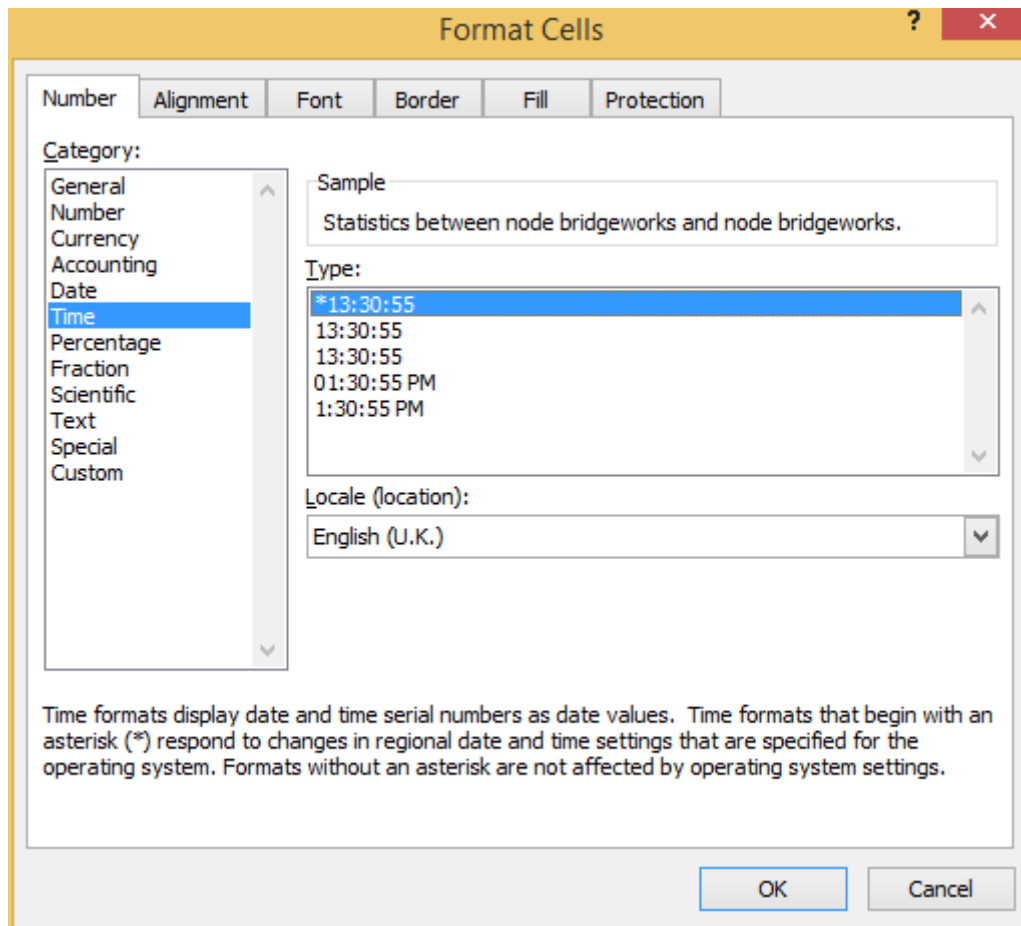 Format Cells
?
×
Number
Alignment
Font
Border
Fill
Protection
Category:
General
Number
Currency
Accounting
Date
Time
Percentage
Fraction
Scientific
Text
Special
Custom
Sample
Statistics between node bridgeworks and node bridgeworks.
Type:
*13:30:55
13:30:55
13:30:55
01:30:55 PM
1:30:55 PM
Locale (location):
English (U.K.)
Time formats display date and time serial numbers as date values.  Time formats that begin with an
asterisk (*) respond to changes in regional date and time settings that are specified for the
operating system. Formats without an asterisk are not affected by operating system settings.
OK
Cancel